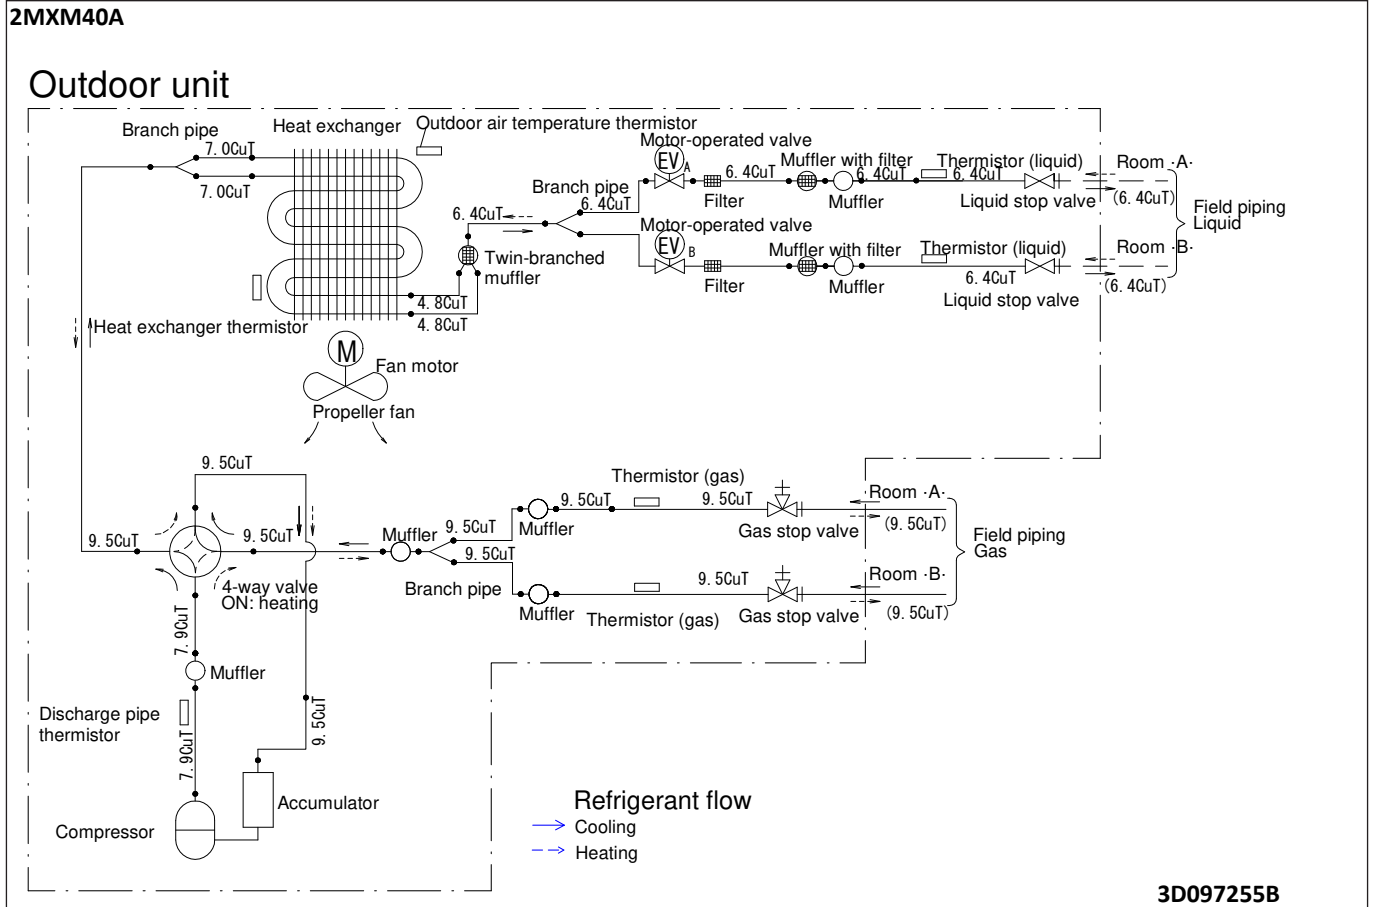 2MXM40A
Outdoor unit
Branch pipe
Heat exchanger
Outdoor air temperature thermistor
7.0CuT
7.0CuT
Motor-operated valve
EV A
6.4CuT
Filter
Muffler with filter
6.4CuT
Muffler
Thermistor (liquid)
6.4CuT
Liquid stop valve
Room ·A·
(6.4CuT)
Branch pipe
6.4CuT
6.4CuT
Field piping
Liquid
Motor-operated valve
EV B
Filter
Muffler with filter
Muffler
Thermistor (liquid)
6.4CuT
Liquid stop valve
Room ·B·
(6.4CuT)
Twin-branched
muffler
4.8CuT
4.8CuT
Heat exchanger thermistor
M
Fan motor
Propeller fan
9.5CuT
Thermistor (gas)
9.5CuT
9.5CuT
Muffler
Gas stop valve
Room ·A·
(9.5CuT)
9.5CuT
9.5CuT
Muffler
9.5CuT
9.5CuT
Branch pipe
Field piping
Gas
4-way valve
ON: heating
9.5CuT
Muffler
Thermistor (gas)
Gas stop valve
Room ·B·
(9.5CuT)
7.9CuT
Muffler
Discharge pipe
thermistor
7.9CuT
9.5CuT
Accumulator
Compressor
Refrigerant flow
Cooling
Heating
3D097255B